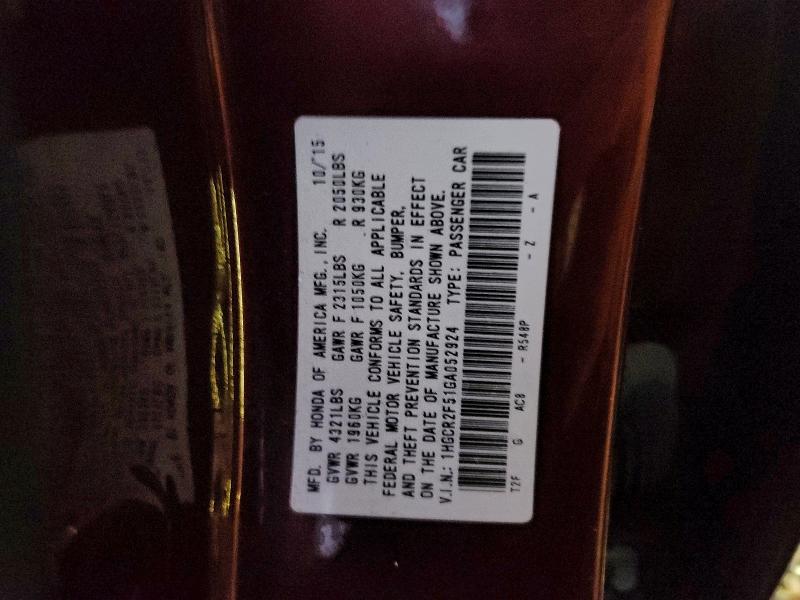 MFD. BY HONDA OF AMERICA MFG., INC. 10/15
GVWR 4321LBS GAWR F 2315LBS R 2050LBS
GVWR 1960KG GAWR F 1050KG R 930KG
THIS VEHICLE CONFORMS TO ALL APPLICABLE
FEDERAL MOTOR VEHICLE SAFETY, BUMPER,
AND THEFT PREVENTION STANDARDS IN EFFECT
ON THE DATE OF MANUFACTURE SHOWN ABOVE.
V.I.N.: 1HGCR2F51GA052924 TYPE: PASSENGER CAR
T2F G AC8 - R548P - Z - A